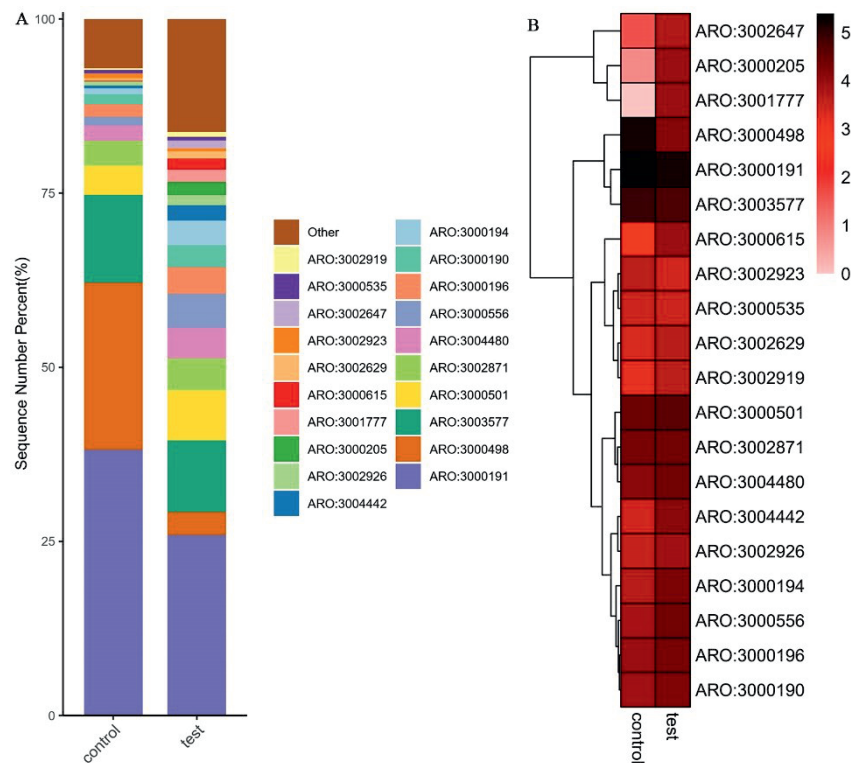 A
Sequence Number Percent(%)
100
75
50
25
0
control
test
Other
ARO:3002919
ARO:3000535
ARO:3002647
ARO:3002923
ARO:3002629
ARO:3000615
ARO:3001777
ARO:3000205
ARO:3002926
ARO:3004442
ARO:3000194
ARO:3000190
ARO:3000196
ARO:3000556
ARO:3004480
ARO:3002871
ARO:3000501
ARO:3003577
ARO:3000498
ARO:3000191
B
ARO:3002647
ARO:3000205
ARO:3001777
ARO:3000498
ARO:3000191
ARO:3003577
ARO:3000615
ARO:3002923
ARO:3000535
ARO:3002629
ARO:3002919
ARO:3000501
ARO:3002871
ARO:3004480
ARO:3004442
ARO:3002926
ARO:3000194
ARO:3000556
ARO:3000196
ARO:3000190
control
test
5
4
3
2
1
0